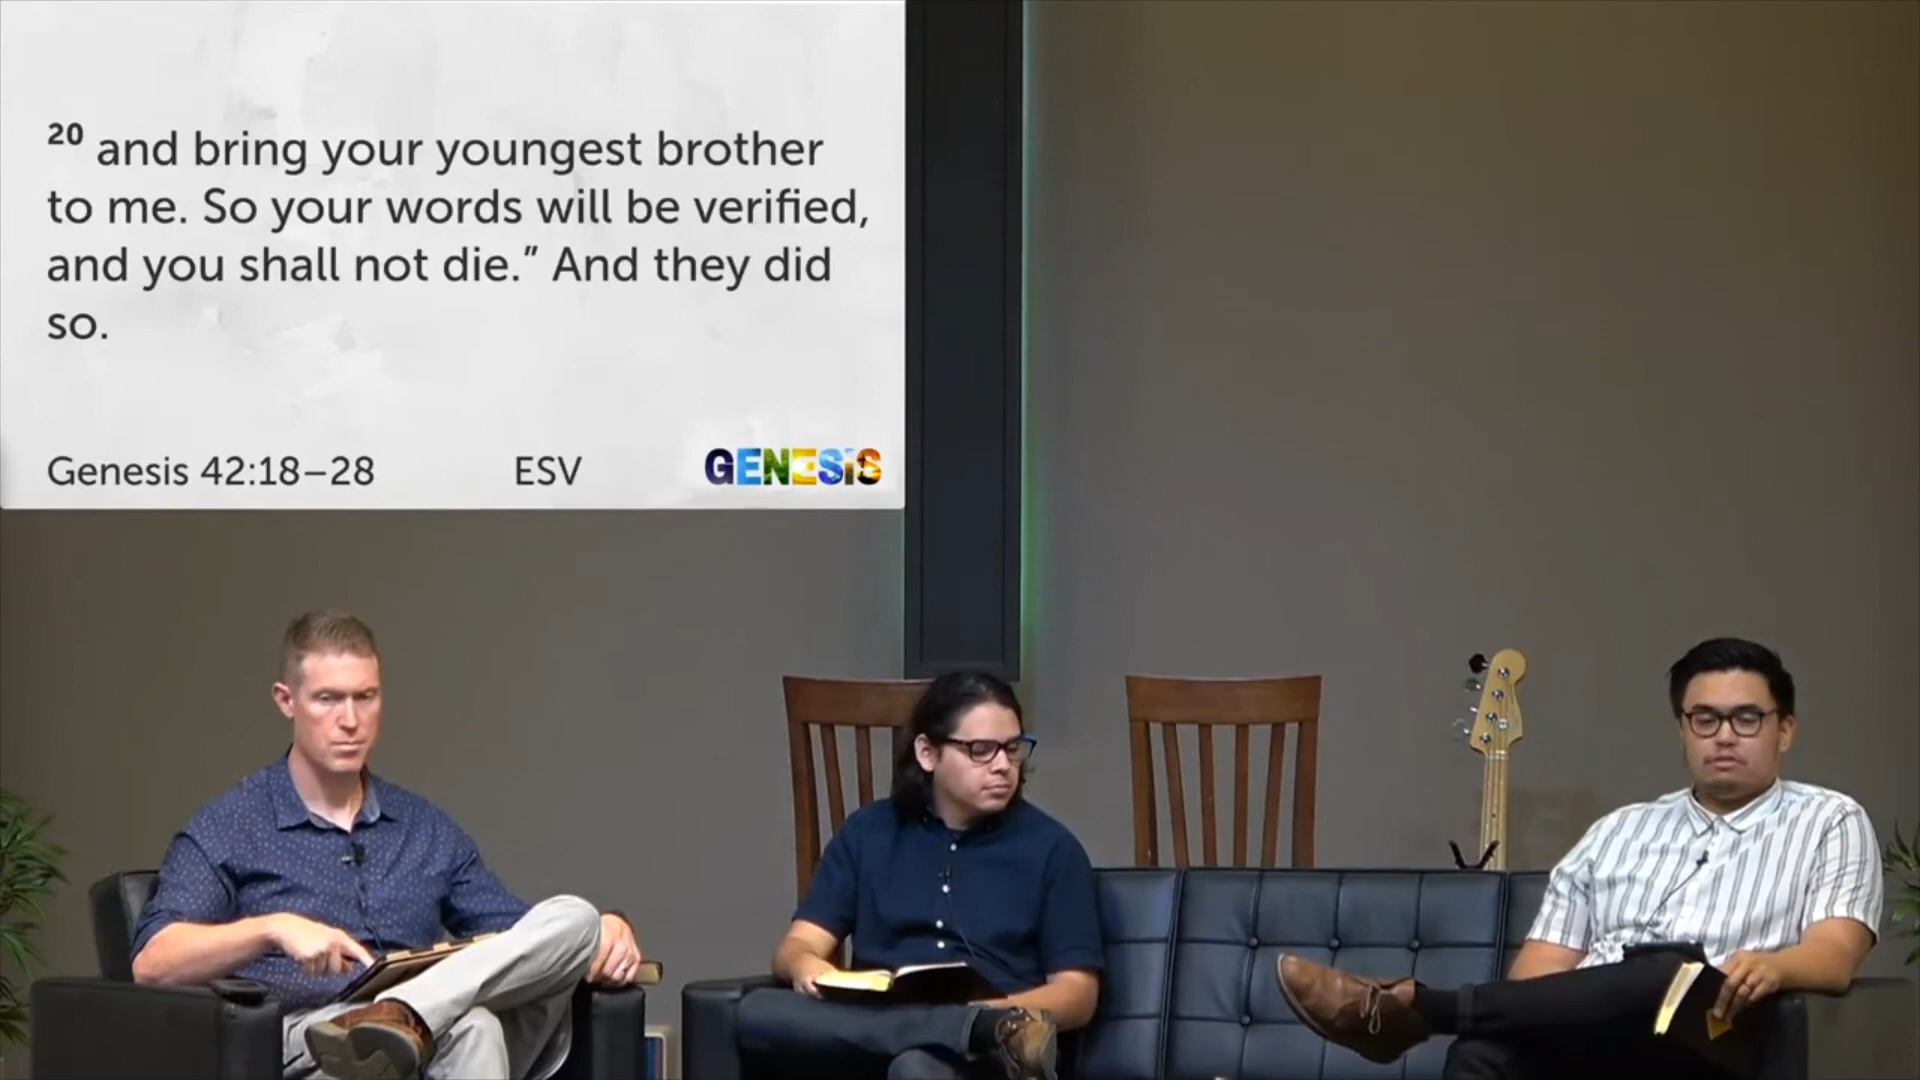 20 and bring your youngest brother
to me. So your words will be verified,
and you shall not die.” And they did
so.
Genesis 42:18–28 ESV GENESIS